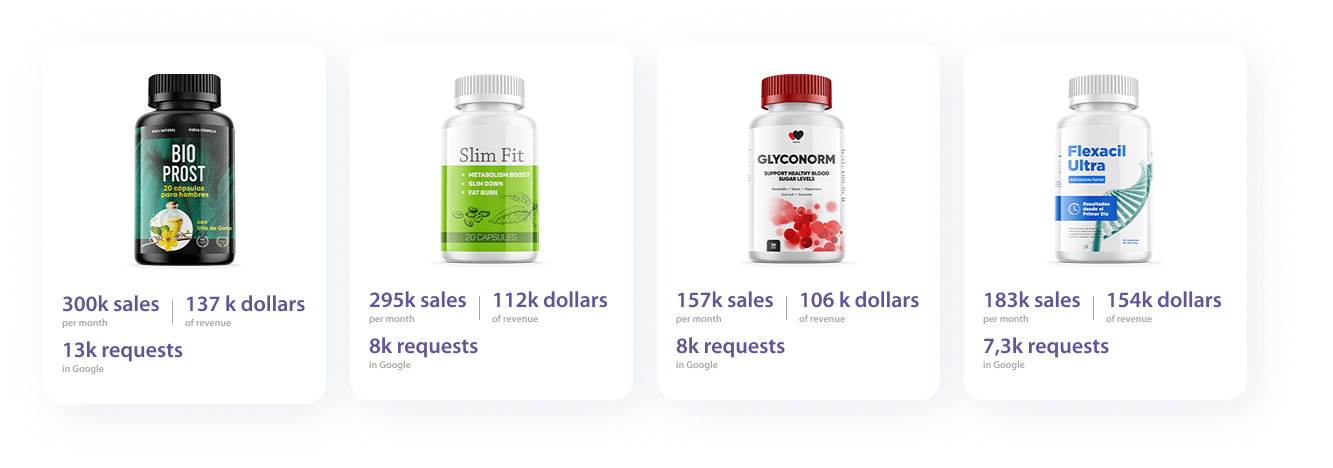 100% NATURAL NUEVA FORMULA
BIO
PROST
20 cápsulas
para hombres
con
Uña de Gato
300k sales
per month
137 k dollars
of revenue
13k requests
in Google
Slim Fit
METABOLISM BOOST
SLIM DOWN
FAT BURN
20 CAPSULES
295k sales
per month
112k dollars
of revenue
8k requests
in Google
GLYCONORM
SUPPORT HEALTHY BLOOD
SUGAR LEVELS
20
157k sales
per month
106 k dollars
of revenue
8k requests
in Google
Flexacil
Ultra
Resultados
desde el
Primer Día
183k sales
per month
154k dollars
of revenue
7,3k requests
in Google